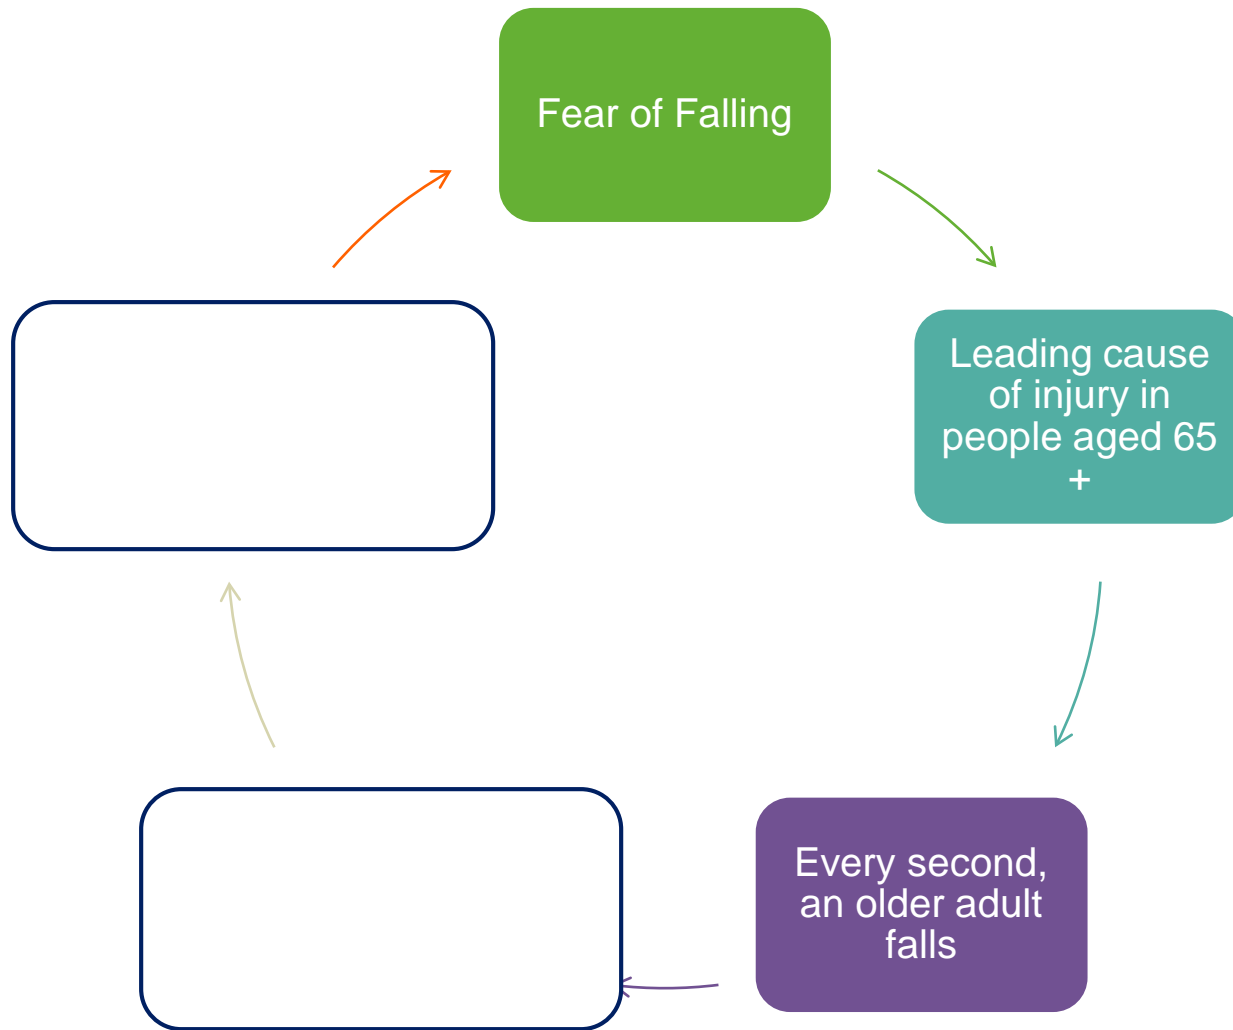 Fear of Falling
Leading cause
of injury in
people aged 65
+
Every second,
an older adult
falls